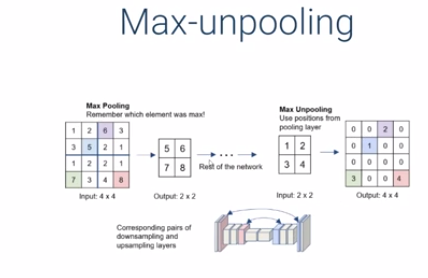 Max-unpooling
Max Pooling
Remember which element was max!
1 2 6 3
3 5 2 1
1 2 2 1
7 3 4 8
Input: 4 x 4
5 6
7 8
Output: 2 x 2
...
Rest of the network
Max Unpooling
Use positions from
pooling layer
1 2
3 4
Input: 2 x 2
0 0 2 0
0 1 0 0
0 0 0 0
3 0 0 4
Output: 4 x 4
Corresponding pairs of
downsampling and
upsampling layers